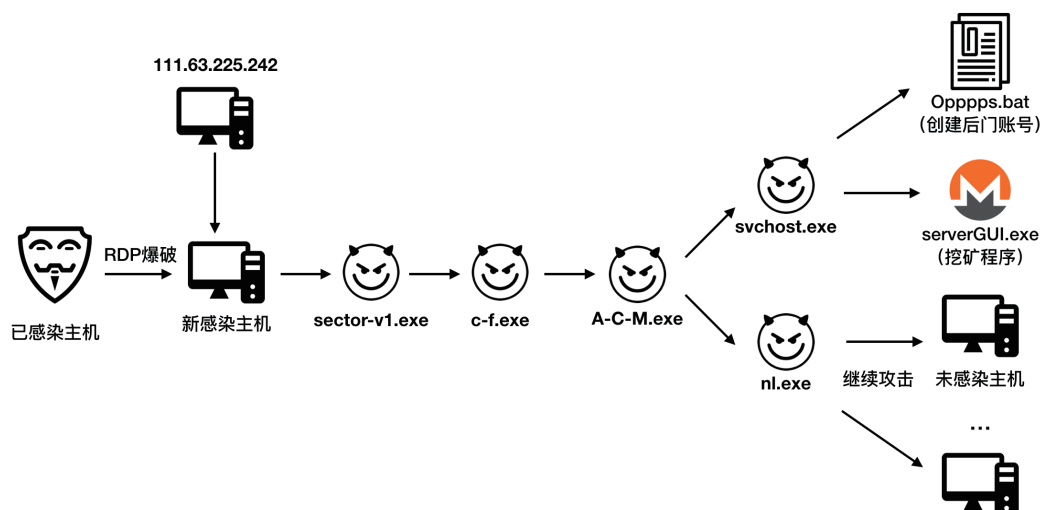 111.63.225.242
Opppps.bat
(创建后门账号)
RDP爆破
svchost.exe
serverGUI.exe
(挖矿程序)
已感染主机
新感染主机
sector-v1.exe
c-f.exe
A-C-M.exe
nl.exe
继续攻击
未感染主机
...